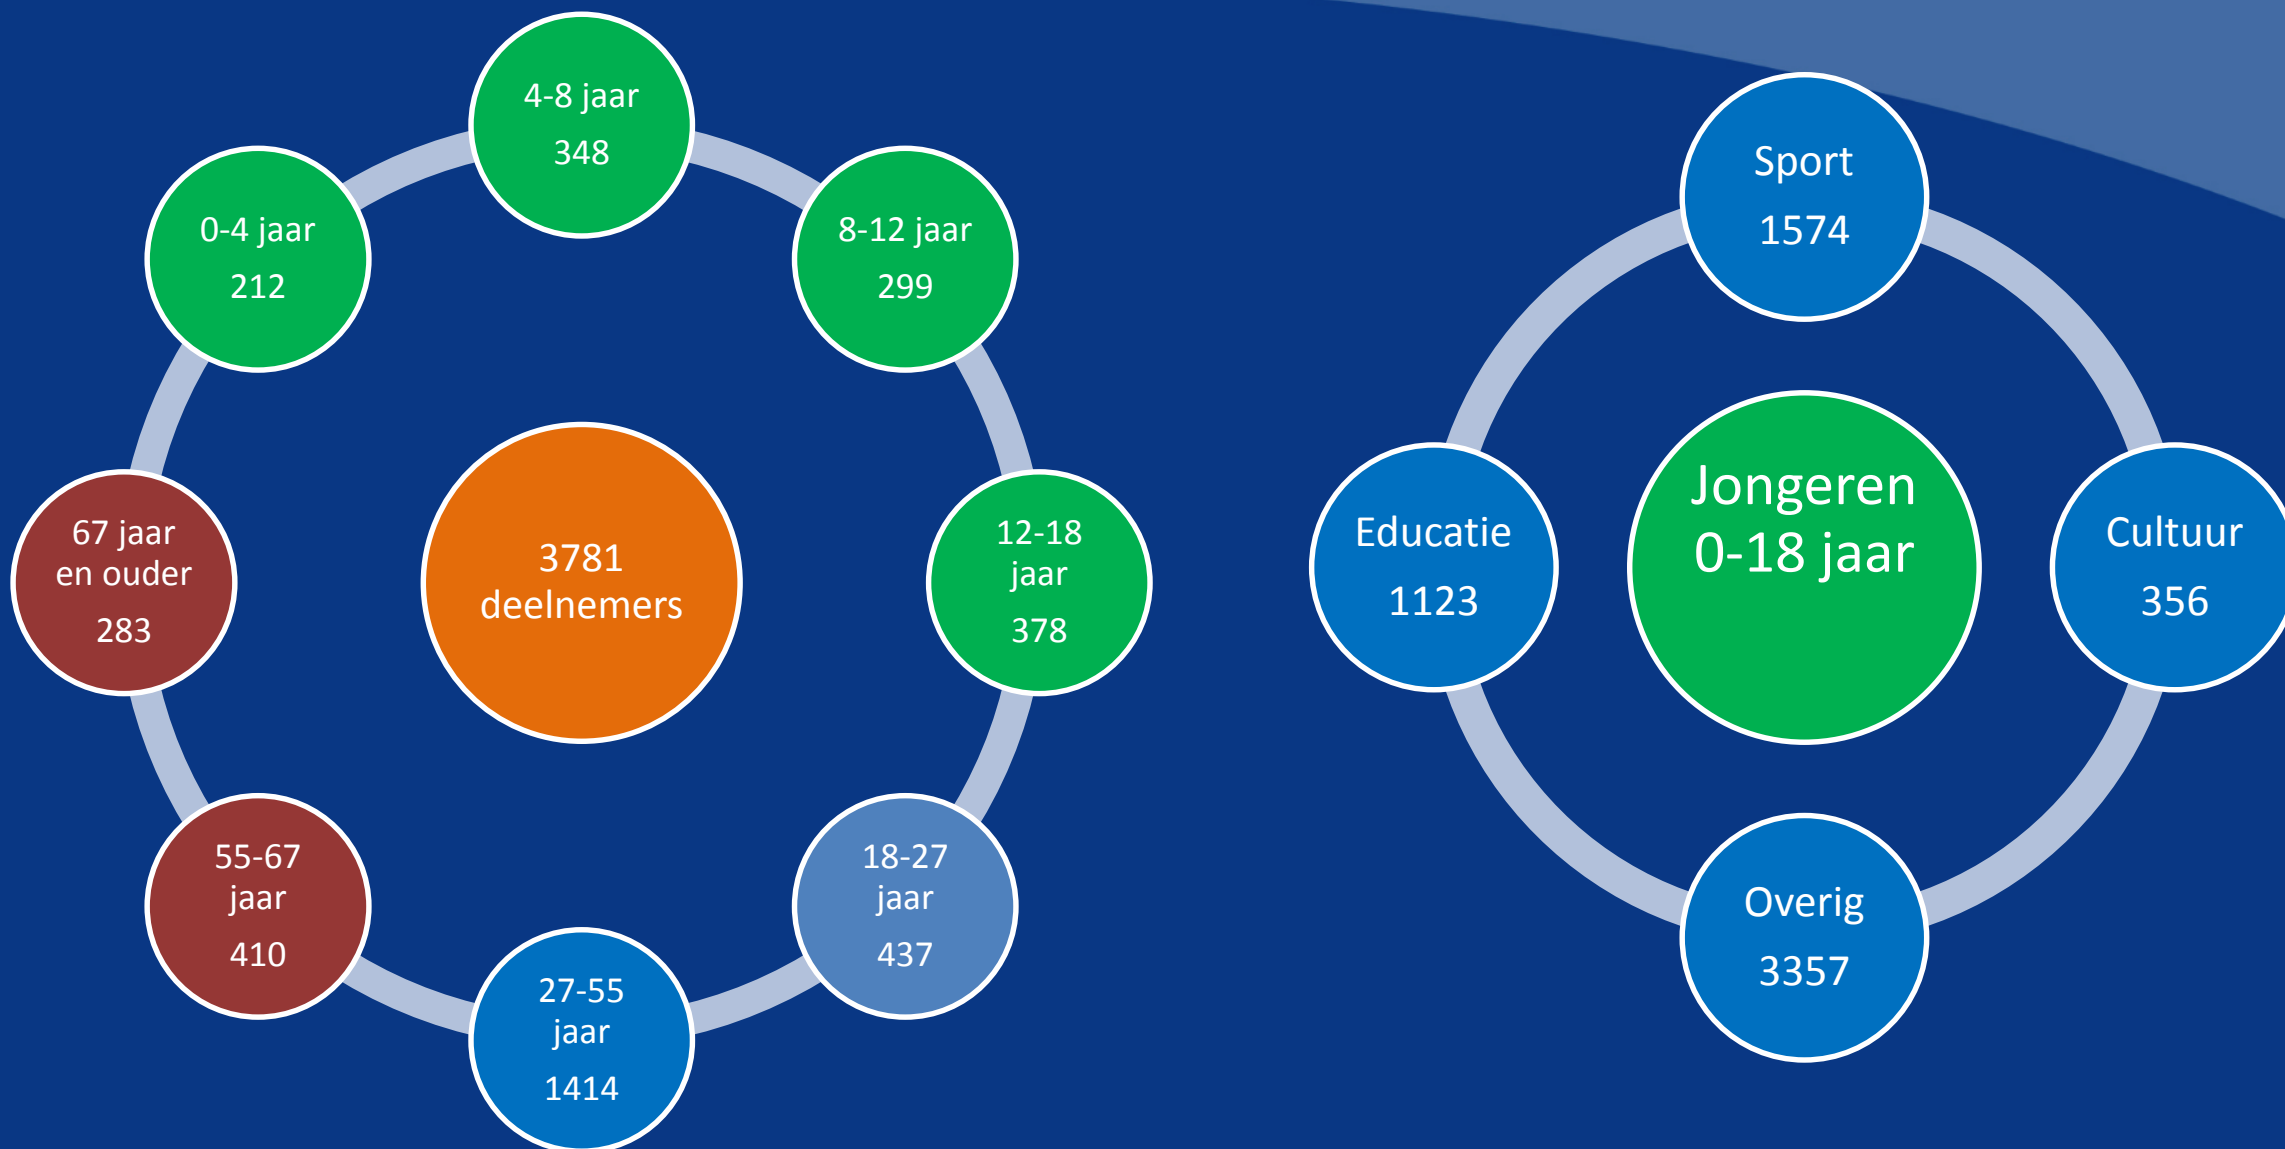 4-8 jaar
348
8-12 jaar
299
12-18
jaar
378
18-27
jaar
437
27-55
jaar
1414
55-67
jaar
410
67 jaar
en ouder
283
0-4 jaar
212
3781
deelnemers
Sport
1574
Cultuur
356
Overig
3357
Educatie
1123
Jongeren
0-18 jaar